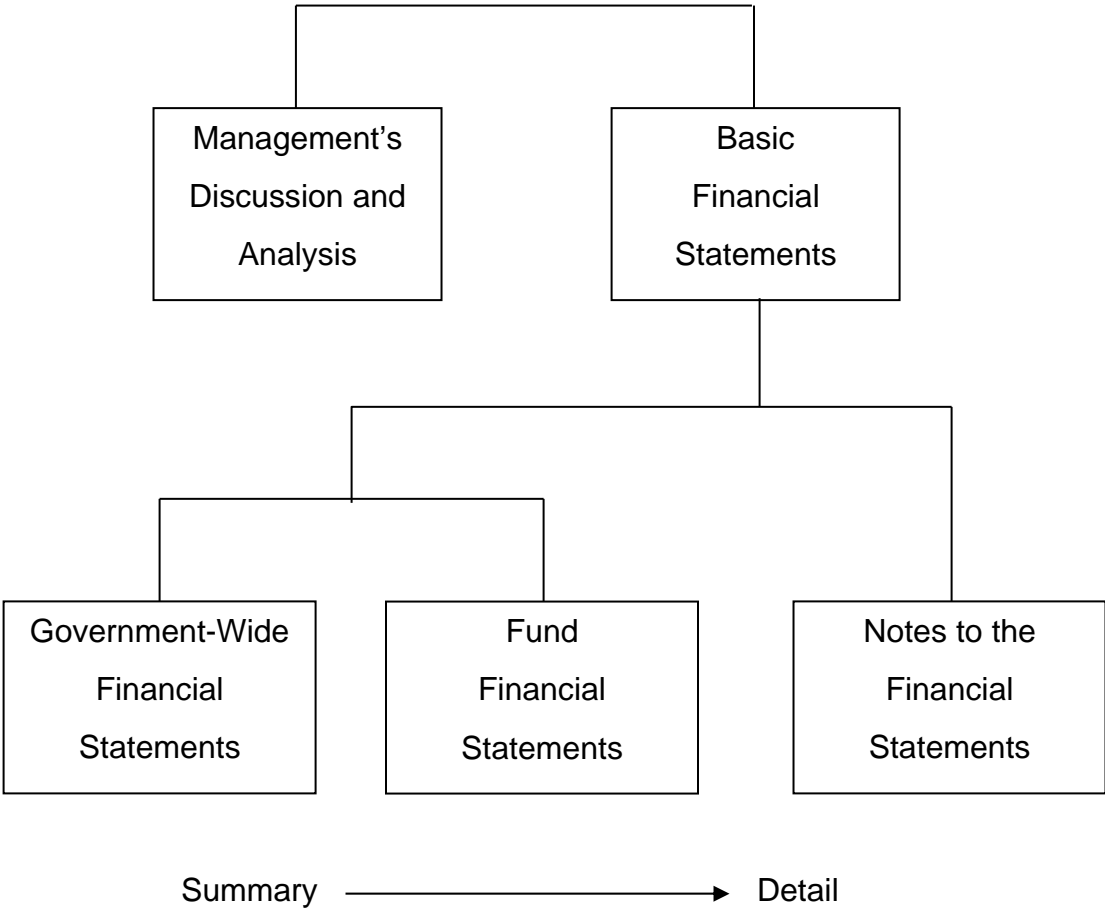 Management’s
Discussion and
Analysis
Basic
Financial
Statements
Government-Wide
Financial
Statements
Fund
Financial
Statements
Notes to the
Financial
Statements
Summary
Detail